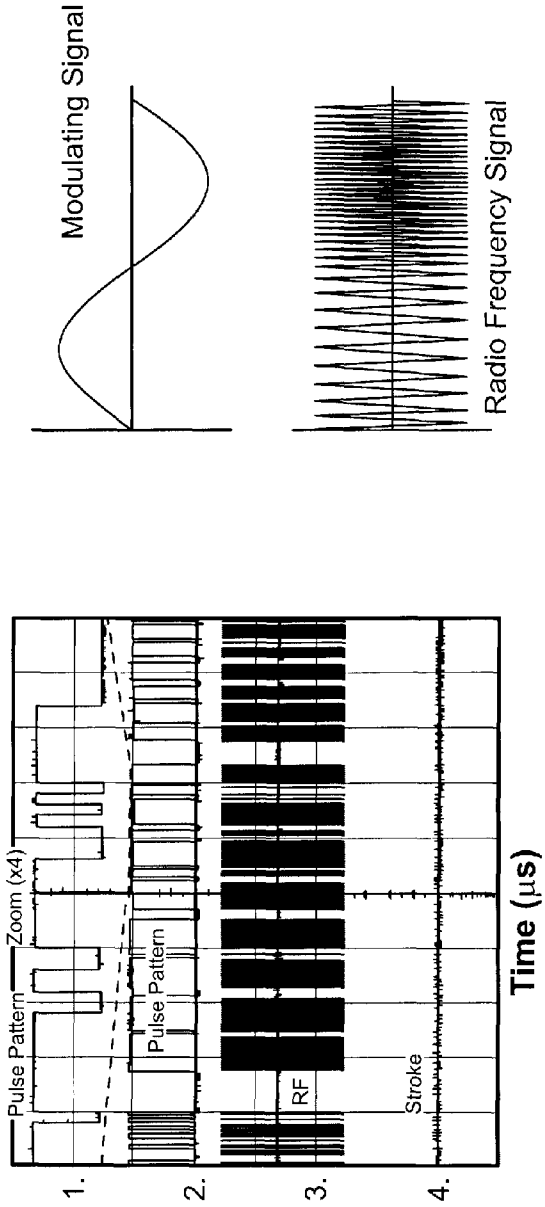 Pulse Pattern
Zoom (x4)
Pulse Pattern
RF
Stroke
1.
2.
3.
4.
Time (μs)
Modulating Signal
Radio Frequency Signal